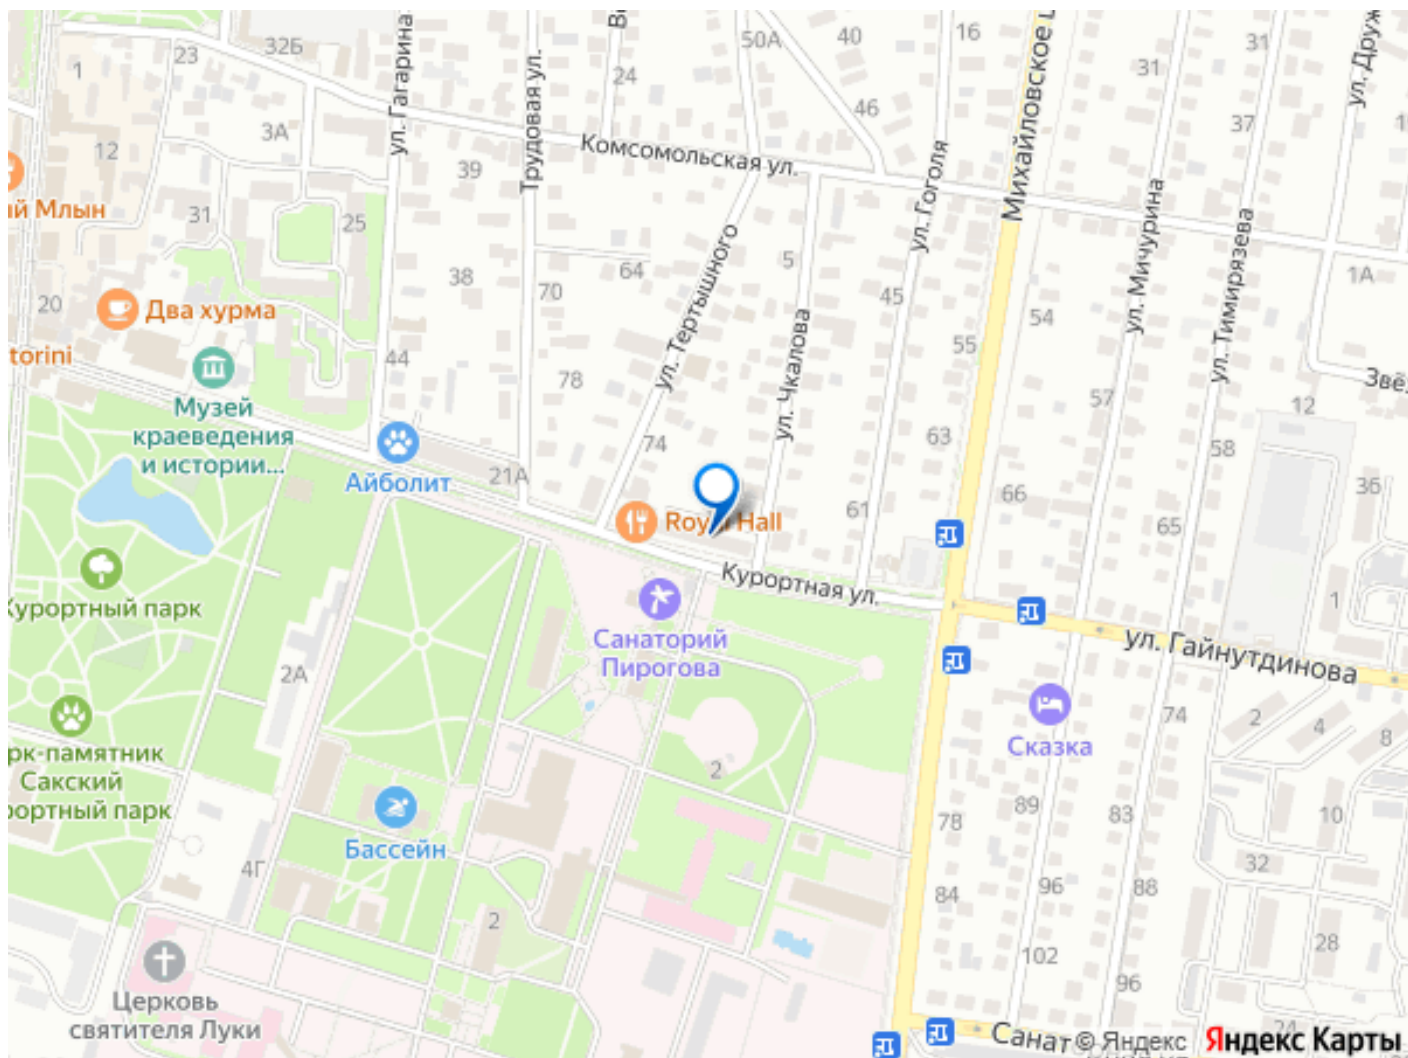 32Б
50А
40
16
31
31
23
1
24
46
37
3А
12
39
ул. Гагарина
Трудовая ул.
Комсомольская ул.
ул. Гоголя
Михайловское
ул. Мичурина
ул. Тимирязева
ул. Друж
ай Млын
31
25
64
5
38
70
45
1А
20
Два хурма
54
ул. Тертышного
ул. Чкалова
55
torini
44
78
Звё
Музей
краеведения
и истории...
57
12
74
63
58
Айболит
21А
66
36
Royal Hall
61
65
Курортная ул.
Курортный парк
1
Санаторий
Пирогова
ул. Гайнутдинова
2А
74
2
4
8
рк-памятник
Сакский
курортный парк
Сказка
2
Бассейн
78
89
83
10
4Г
32
84
96
88
2
102
28
96
Церковь
святителя Луки
24
Санат
© Яндекс
Яндекс Карты